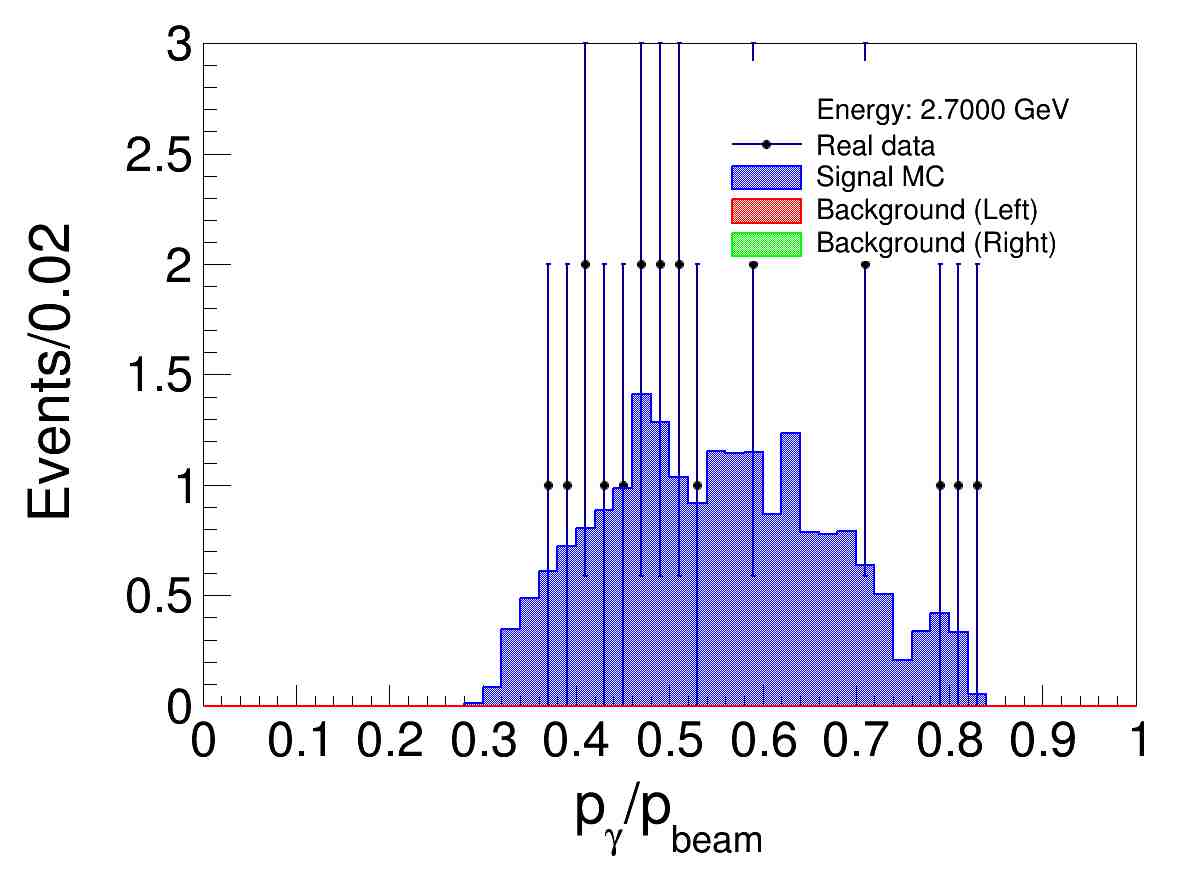 3
2.5
2
1.5
1
0.5
0
Events/0.02
Energy: 2.7000 GeV
Real data
Signal MC
Background (Left)
Background (Right)
0 0.1 0.2 0.3 0.4 0.5 0.6 0.7 0.8 0.9 1
pγ/pbeam